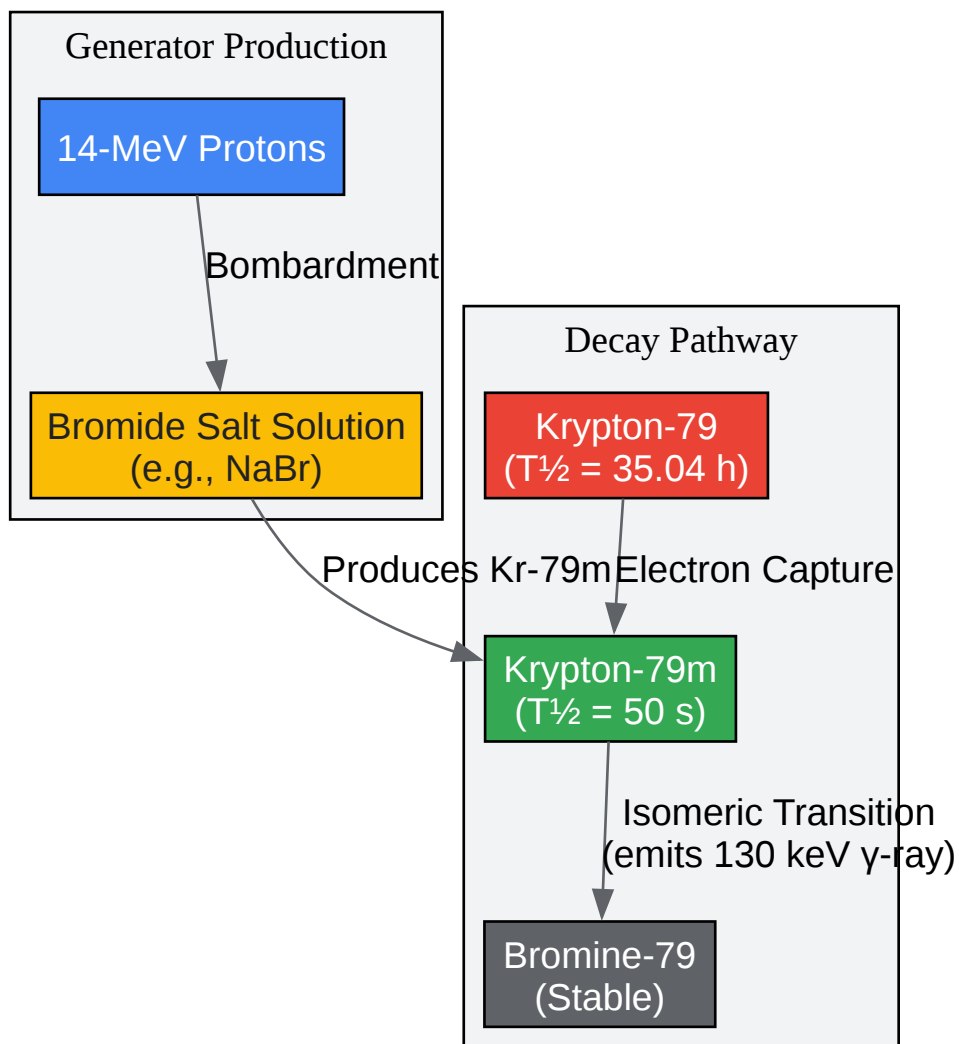 Generator Production
14-MeV Protons
Bombardment
Bromide Salt Solution
(e.g., NaBr)
Decay Pathway
Krypton-79
(T½ = 35.04 h)
Produces Kr-79m
Electron Capture
Krypton-79m
(T½ = 50 s)
Isomeric Transition
(emits 130 keV γ-ray)
Bromine-79
(Stable)